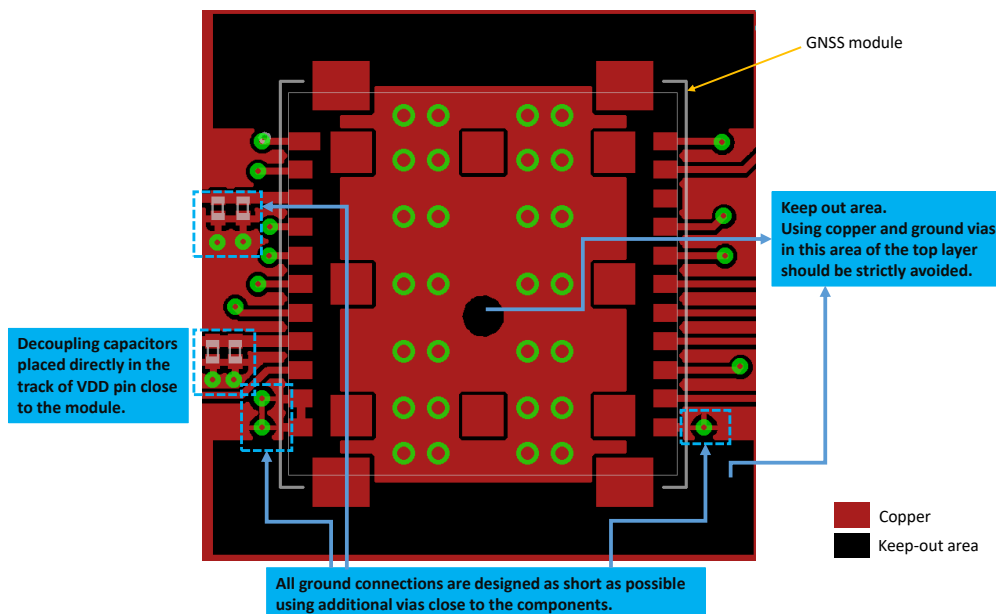 GNSS module
Keep out area.
Using copper and ground vias
in this area of the top layer
should be strictly avoided.
Decoupling capacitors
placed directly in the
track of VDD pin close
to the module.
Copper
Keep-out area
All ground connections are designed as short as possible
using additional vias close to the components.